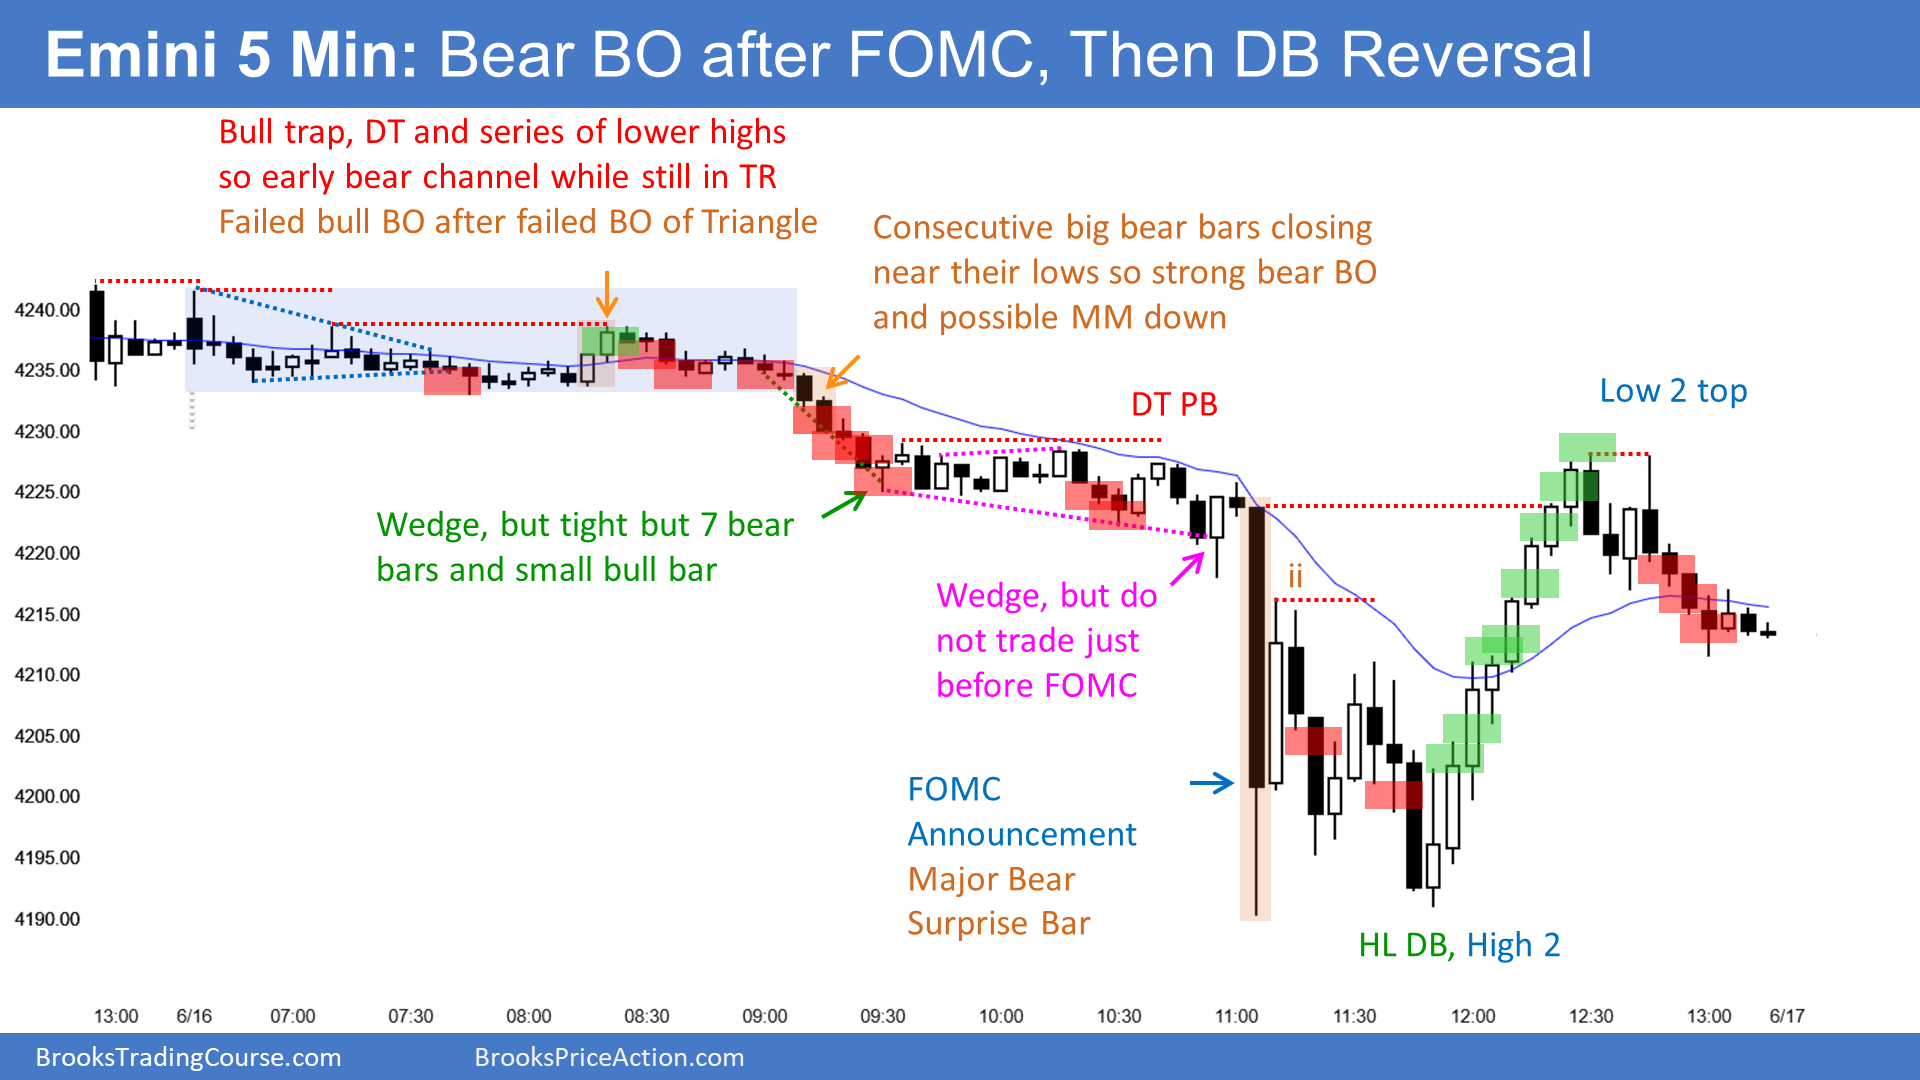 Emini 5 Min: Bear BO after FOMC, Then DB Reversal
Bull trap, DT and series of lower highs
so early bear channel while still in TR
Failed bull BO after failed BO of Triangle
Consecutive big bear bars closing
near their lows so strong bear BO
and possible MM down
4240.00
4235.00
4230.00
4225.00
4220.00
4215.00
4210.00
4205.00
4200.00
4195.00
4190.00
DT PB
Low 2 top
Wedge, but tight but 7 bear
bars and small bull bar
ii
Wedge, but do
not trade just
before FOMC
FOMC
Announcement
Major Bear
Surprise Bar
HL DB, High 2
13:00 6/16 07:00 07:30 08:00 08:30 09:00 09:30 10:00 10:30 11:00 11:30 12:00 12:30 13:00 6/17
BrooksTradingCourse.com BrooksPriceAction.com